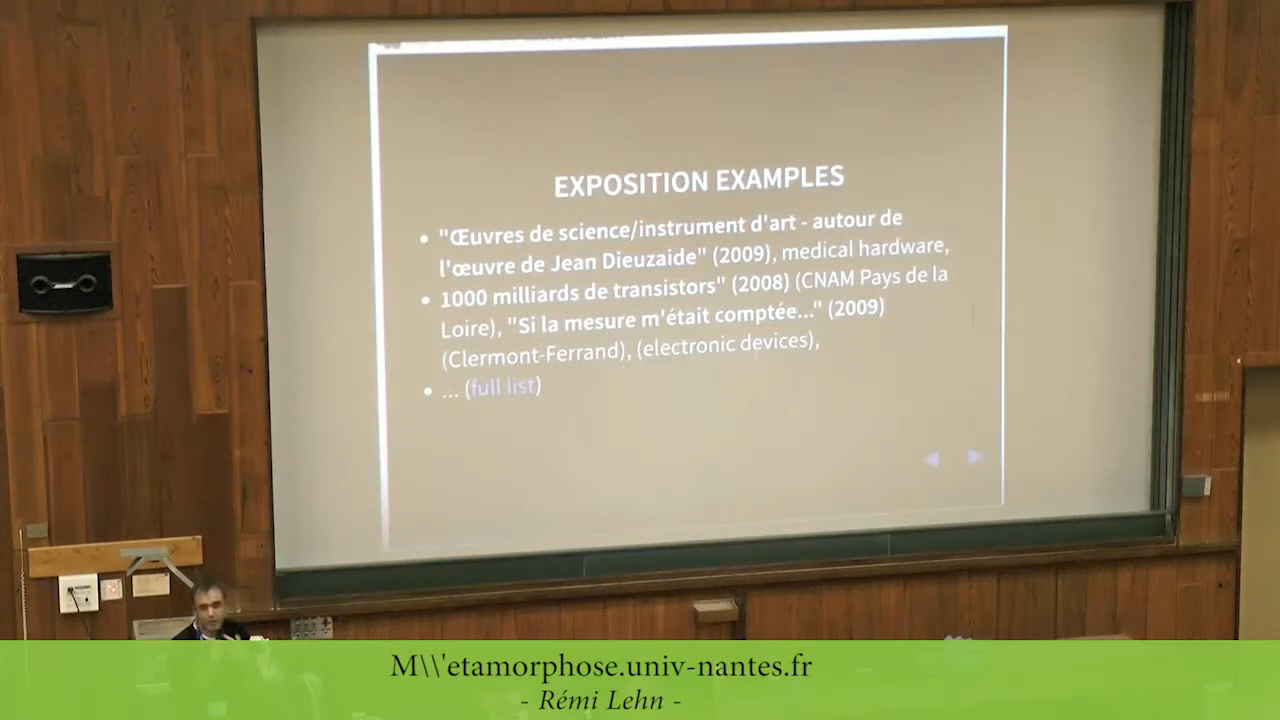 EXPOSITION EXAMPLES
• "Œuvres de science/instrument d'art - autour de
l'œuvre de Jean Dieuzaide" (2009), medical hardware,
• 1000 milliards de transistors" (2008) (CNAM Pays de la
Loire), "Si la mesure m'était comptée..." (2009)
(Clermont-Ferrand), (electronic devices),
• ... (full list)
BOSE
M\\'etamorphose.univ-nantes.fr
- Rémi Lehn -